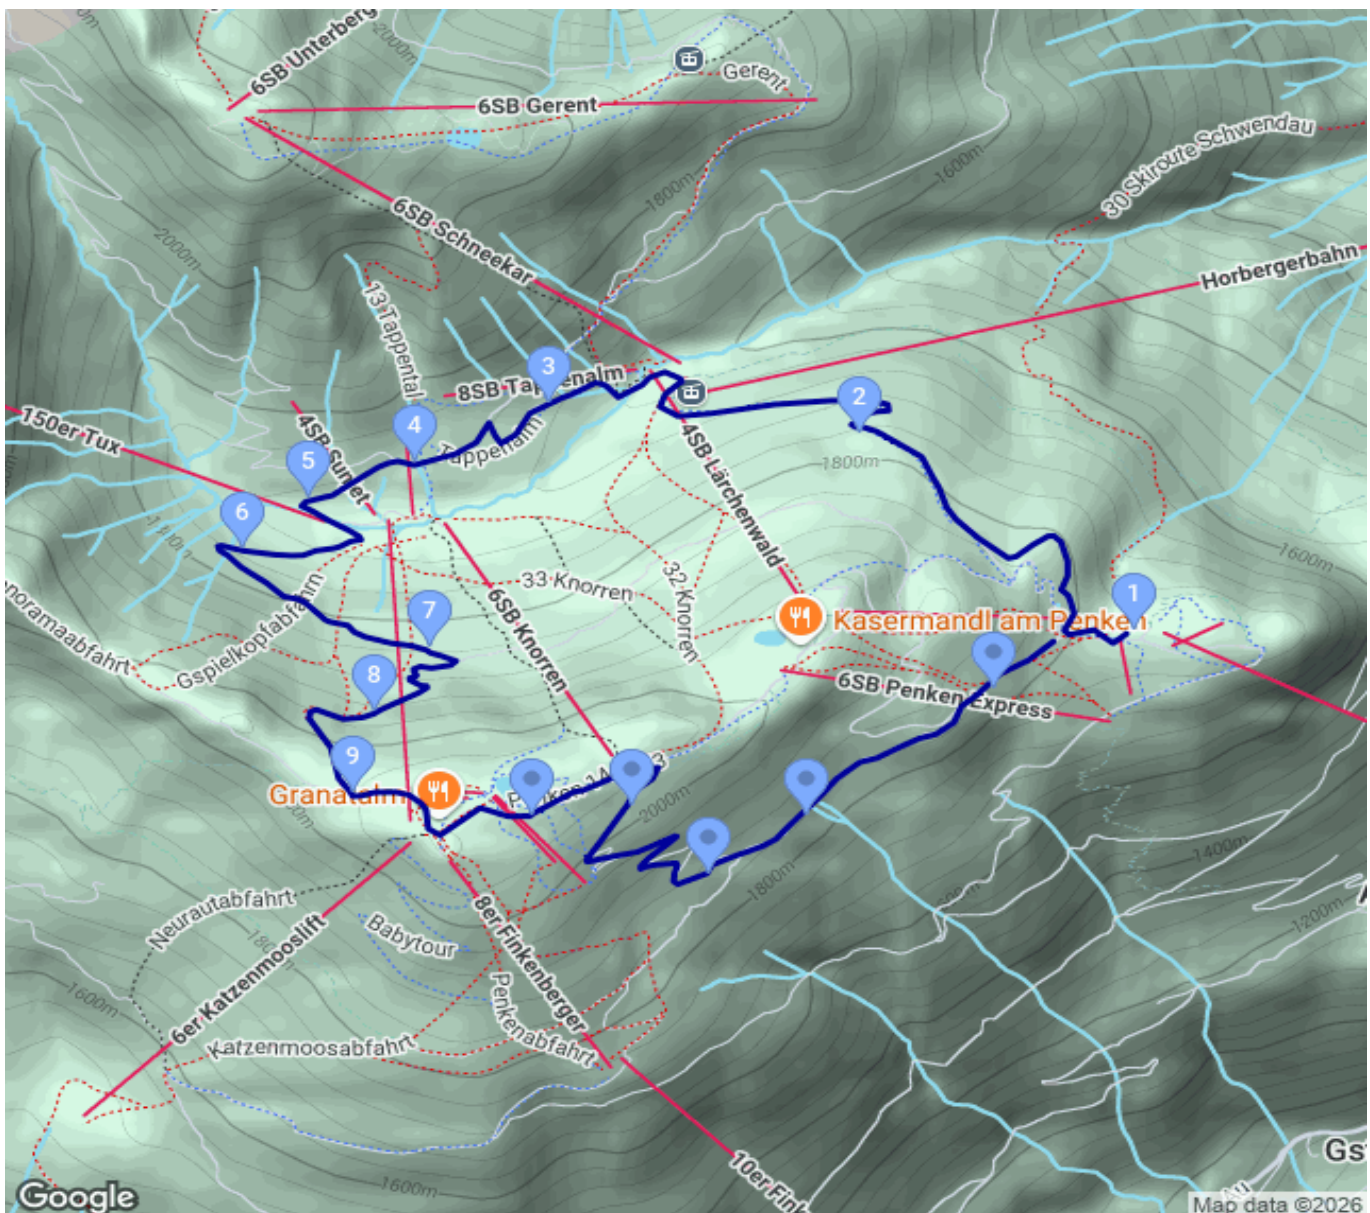 6SB Unterberg
2000m
Gerent
6SB Gerent
30 Skiroute Schwendau
1600m
1800m
6SB Schneekar
2000m
Horbergerbahn
13 Tappental
8SB Tappenalm
3
2
150er Tux
4SB Sunjet
4
Tappenalm
4SB Lärchenwald
1800m
5
6
1600m
33 Knorren
32 Knorren
6SB Knorren
1
Kasermandl am Penken
Gspielkopfabfahrt
7
8
6SB Penken Express
9
Granatalm
2000m
1800m
1400m
1200m
Neurautabfahrt
8er Finkenberger
Babytour
1600m
6er Katzenmooslift
Penkenabfahrt
Katzenmoosabfahrt
1600m
Google
Map data ©2026